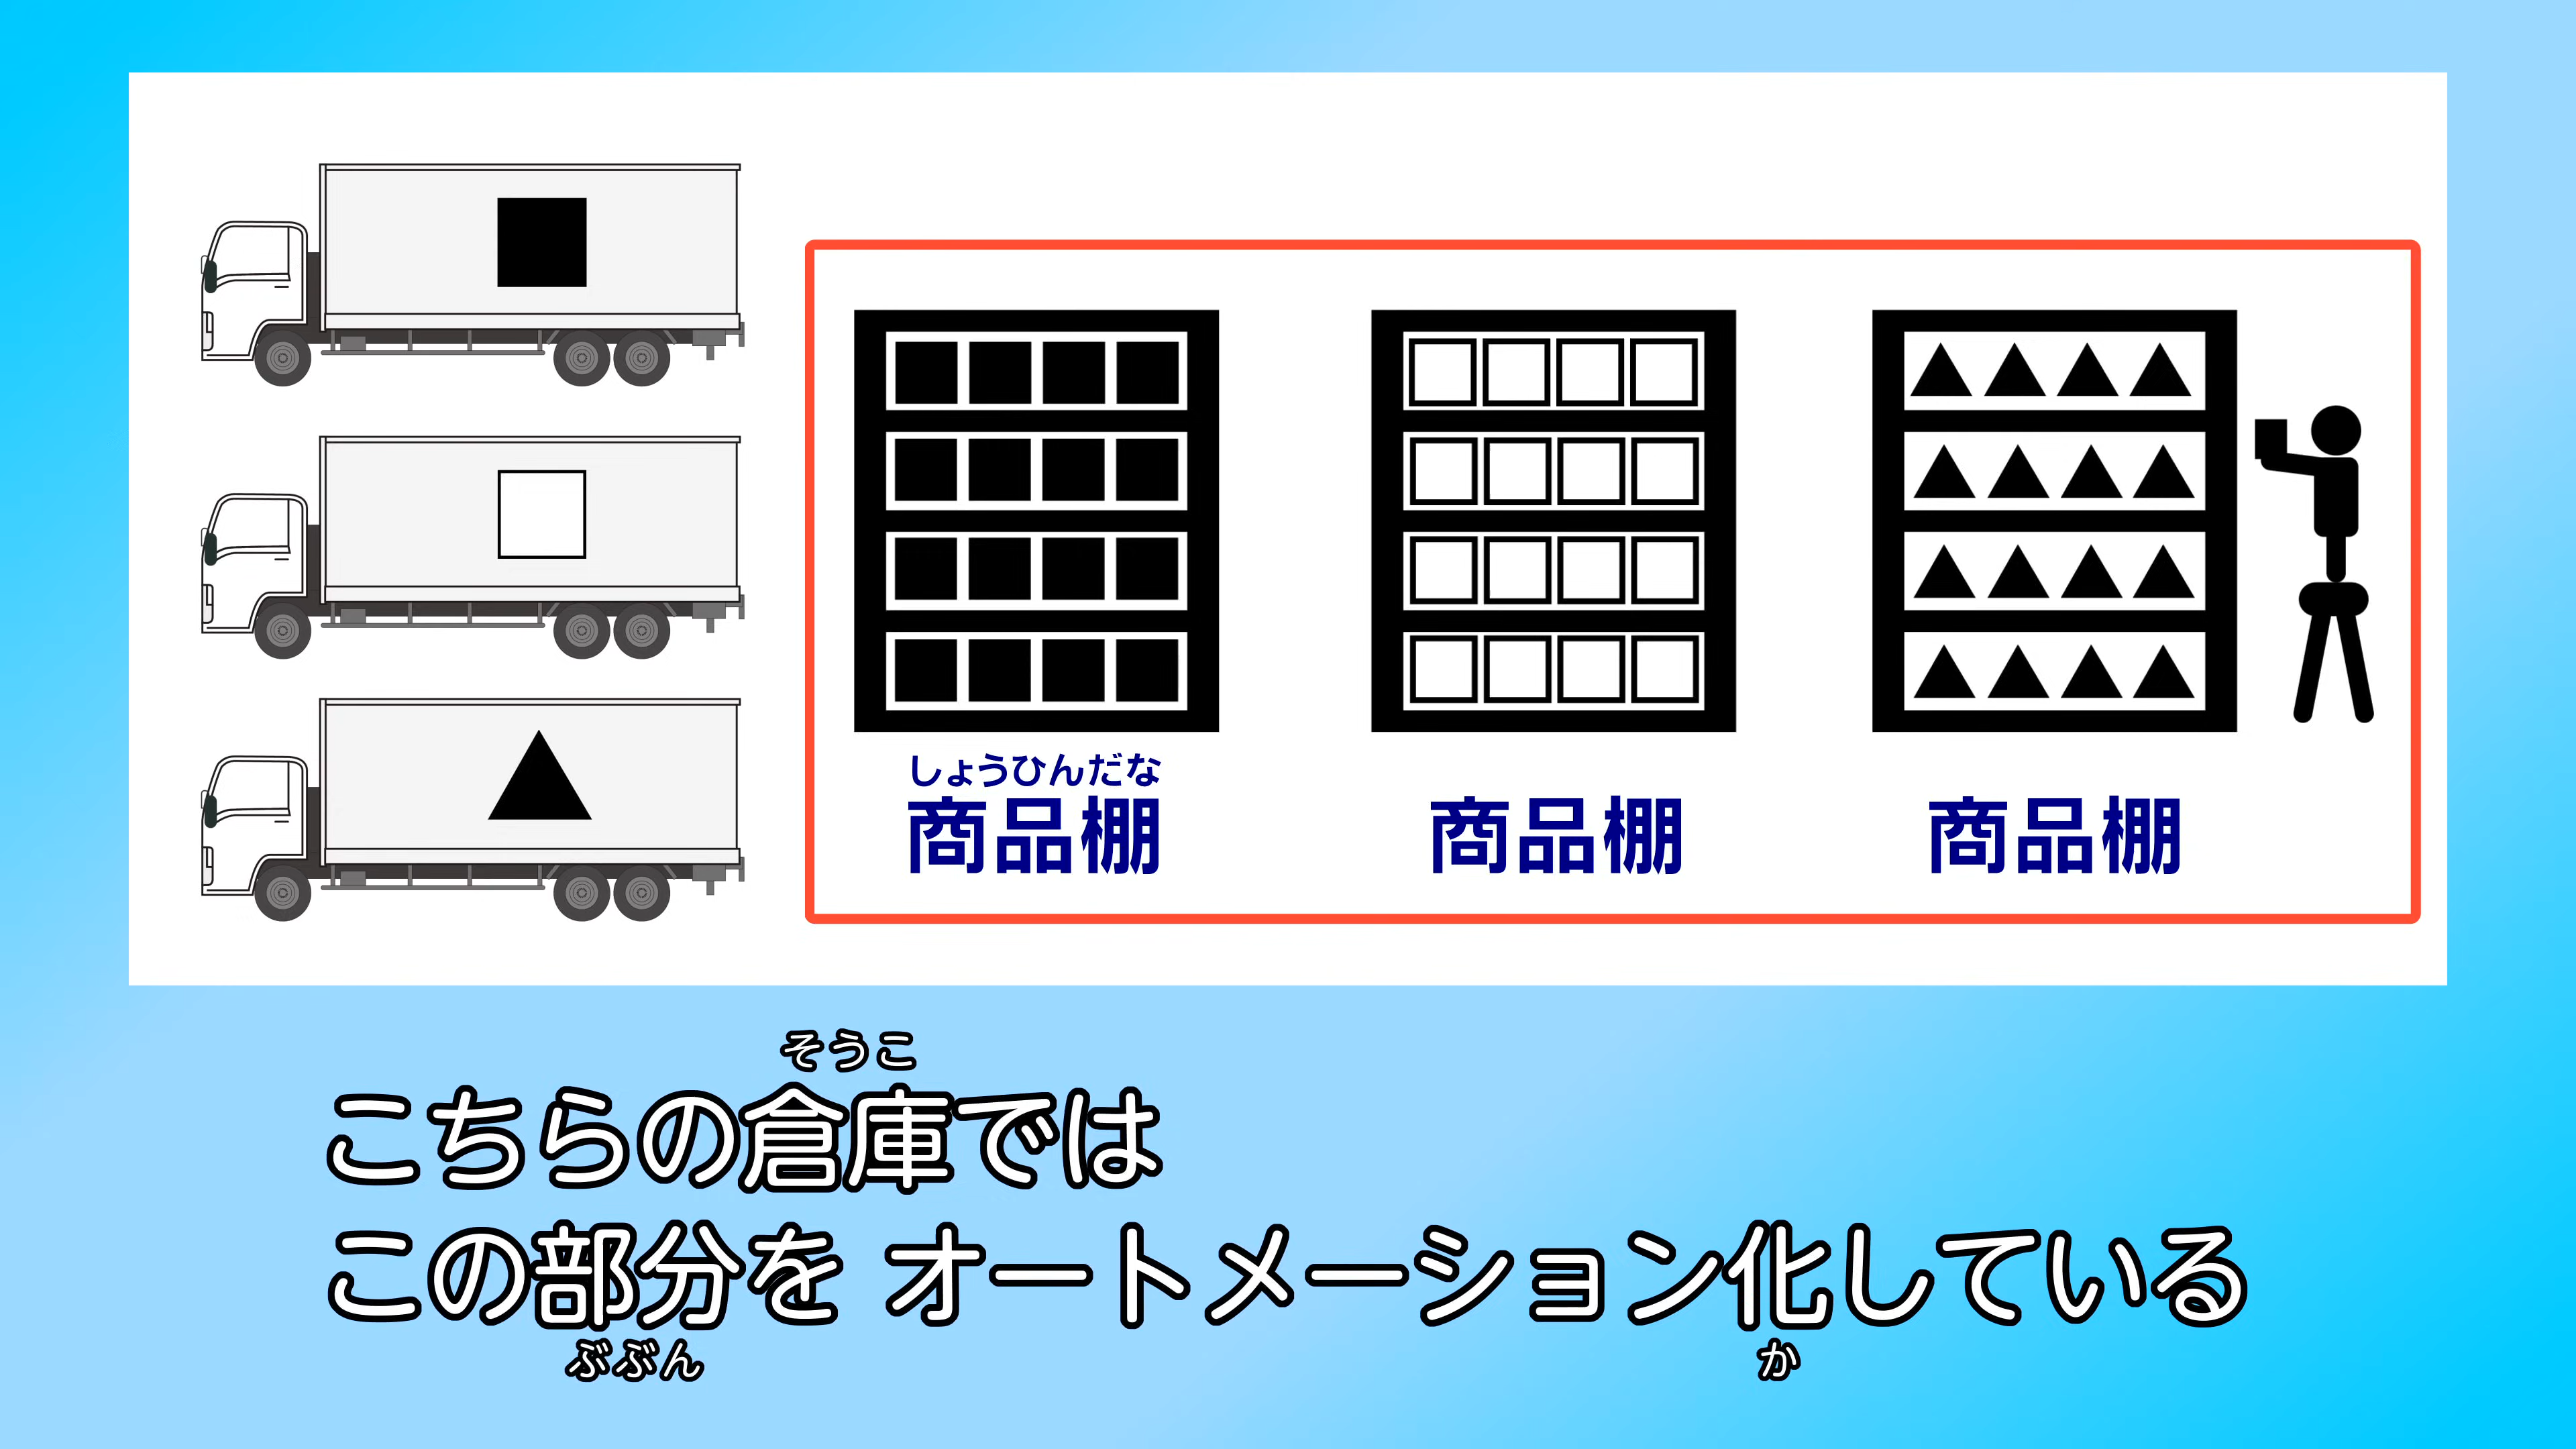 しょうひんだな
商品棚 商品棚 商品棚
そうこ
こちらの倉庫では
この部分を オートメーション化している
ぶぶん か